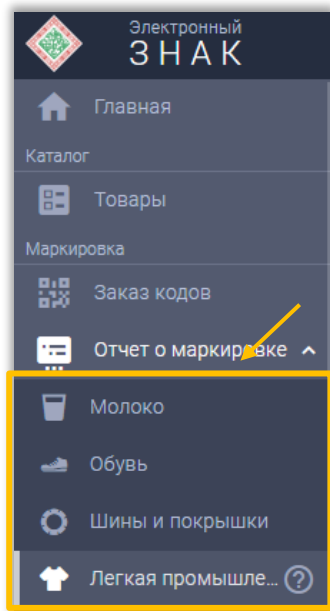 Электронный
ЗНАК
Главная
Каталог
Товары
Маркировка
Заказ кодов
Отчет о маркировке
Молоко
Обувь
Шины и покрышки
Легкая промышле... ?